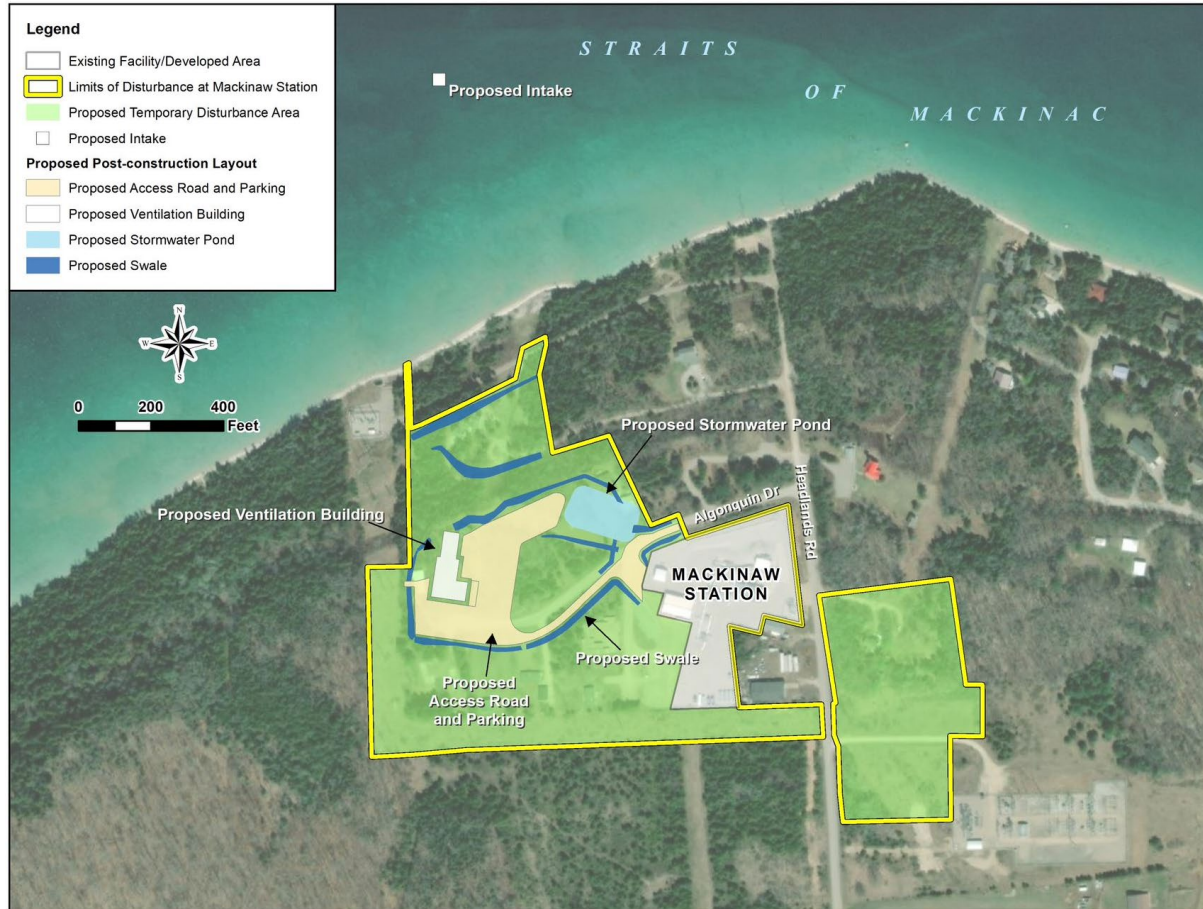 Legend
Existing Facility/Developed Area
Limits of Disturbance at Mackinaw Station
Proposed Temporary Disturbance Area
Proposed Intake
Proposed Post-construction Layout
Proposed Access Road and Parking
Proposed Ventilation Building
Proposed Stormwater Pond
Proposed Swale
STRAITS
OF
MACKINAC
Proposed Intake
N
W E
S
0 200 400
Feet
Proposed Stormwater Pond
Proposed Ventilation Building
Algonquin Dr
Headlands Rd
MACKINAW
STATION
Proposed Swale
Proposed
Access Road
and Parking